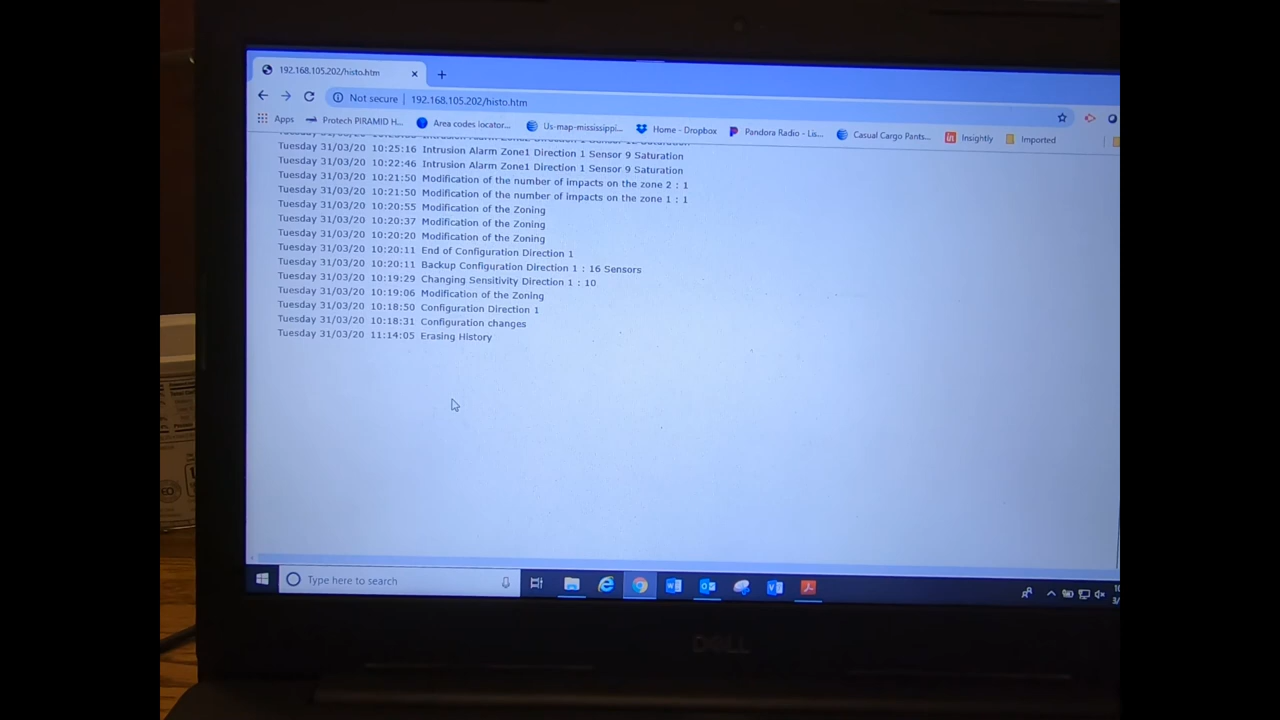 192.168.105.202/histo.htm
Not secure | 192.168.105.202/histo.htm
Apps Protech PIRAMID H... Area codes locator... Us-map-mississippi... Home - Dropbox Pandora Radio - Lis... Casual Cargo Pants... Insightly Imported
Tuesday 31/03/20 10:25:16 Intrusion Alarm Zone1 Direction 1 Sensor 9 Saturation
Tuesday 31/03/20 10:22:46 Intrusion Alarm Zone1 Direction 1 Sensor 9 Saturation
Tuesday 31/03/20 10:21:50 Modification of the number of impacts on the zone 2 : 1
Tuesday 31/03/20 10:21:50 Modification of the number of impacts on the zone 1 : 1
Tuesday 31/03/20 10:20:55 Modification of the Zoning
Tuesday 31/03/20 10:20:37 Modification of the Zoning
Tuesday 31/03/20 10:20:20 Modification of the Zoning
Tuesday 31/03/20 10:20:11 End of Configuration Direction 1
Tuesday 31/03/20 10:20:11 Backup Configuration Direction 1 : 16 Sensors
Tuesday 31/03/20 10:19:29 Changing Sensitivity Direction 1 : 10
Tuesday 31/03/20 10:19:06 Modification of the Zoning
Tuesday 31/03/20 10:18:50 Configuration Direction 1
Tuesday 31/03/20 10:18:31 Configuration changes
Tuesday 31/03/20 11:14:05 Erasing History
Type here to search
DELL